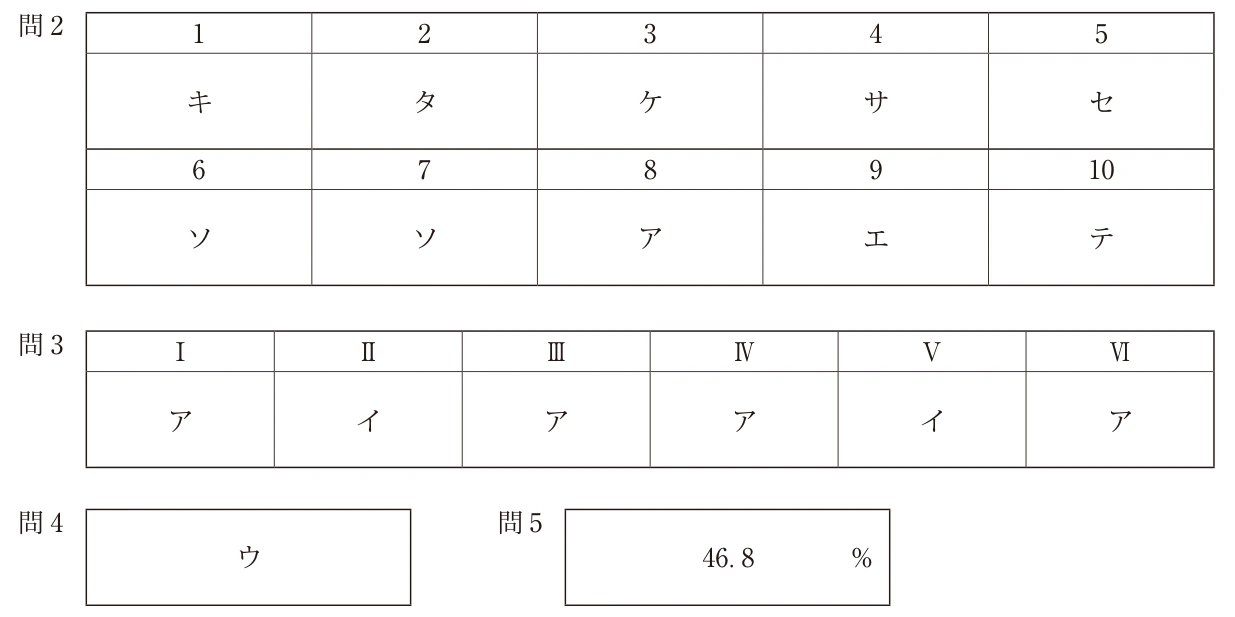 問2 1 2 3 4 5
キ タ ケ サ セ
6 7 8 9 10
ソ ソ ア エ テ
問3 Ⅰ Ⅱ Ⅲ Ⅳ Ⅴ Ⅵ
ア イ ア ア イ ア
問4 問5
ウ 46.8 %